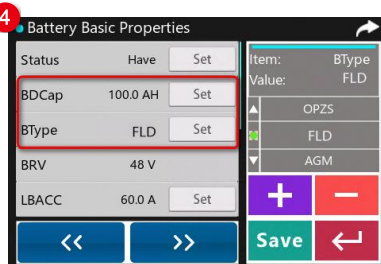 4
Battery Basic Properties
Status Have Set
BDCap 100.0 AH Set
BType FLD Set
BRV 48 V
LBACC 60.0 A Set
<< >>
Item: BType
Value: FLD
OPZS
FLD
AGM
+ −
Save